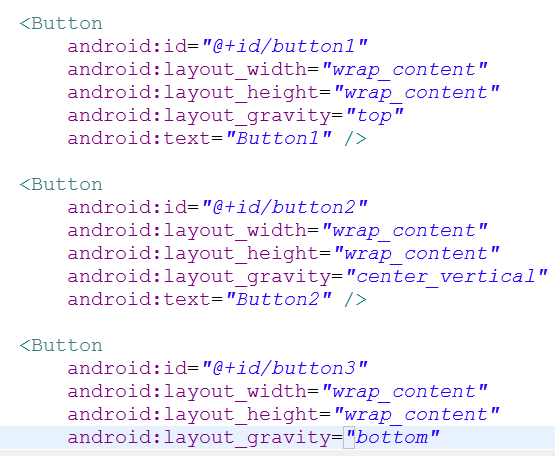 <Button
android:id="@+id/button1"
android:layout_width="wrap_content"
android:layout_height="wrap_content"
android:layout_gravity="top"
android:text="Button1" />
<Button
android:id="@+id/button2"
android:layout_width="wrap_content"
android:layout_height="wrap_content"
android:layout_gravity="center_vertical"
android:text="Button2" />
<Button
android:id="@+id/button3"
android:layout_width="wrap_content"
android:layout_height="wrap_content"
android:layout_gravity="bottom"